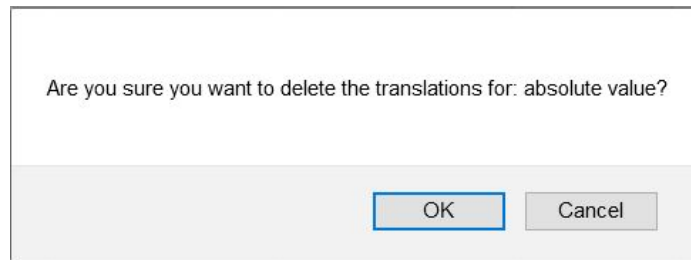 Are you sure you want to delete the translations for: absolute value?
OK Cancel